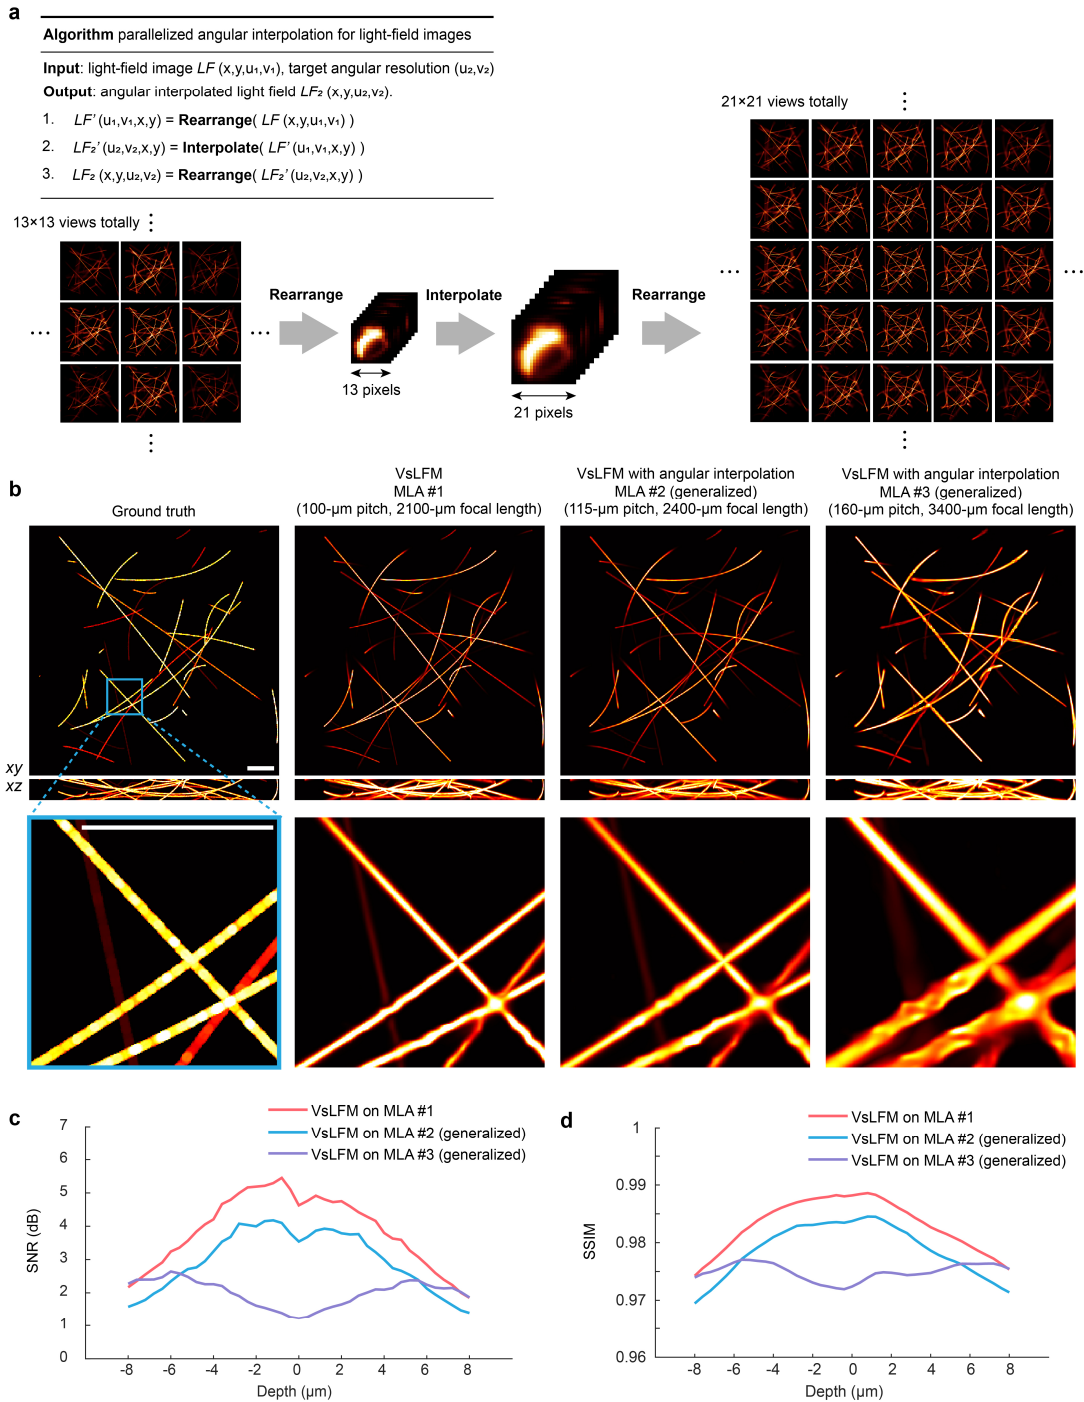 a
Algorithm parallelized angular interpolation for light-field images
Input: light-field image LF (x,y,u₁,v₁), target angular resolution (u₂,v₂)
Output: angular interpolated light field LF₂ (x,y,u₂,v₂).
1. LF' (u₁,v₁,x,y) = Rearrange( LF (x,y,u₁,v₁) )
2. LF₂' (u₂,v₂,x,y) = Interpolate( LF' (u₁,v₁,x,y) )
3. LF₂ (x,y,u₂,v₂) = Rearrange( LF₂' (u₂,v₂,x,y) )
13×13 views totally
21×21 views totally
Rearrange
Interpolate
Rearrange
13 pixels
21 pixels
b
Ground truth
VsLFM
MLA #1
(100-μm pitch, 2100-μm focal length)
VsLFM with angular interpolation
MLA #2 (generalized)
(115-μm pitch, 2400-μm focal length)
VsLFM with angular interpolation
MLA #3 (generalized)
(160-μm pitch, 3400-μm focal length)
xy
xz
c
VsLFM on MLA #1
VsLFM on MLA #2 (generalized)
VsLFM on MLA #3 (generalized)
SNR (dB)
7
6
5
4
3
2
1
0
-8 -6 -4 -2 0 2 4 6 8
Depth (μm)
d
VsLFM on MLA #1
VsLFM on MLA #2 (generalized)
VsLFM on MLA #3 (generalized)
SSIM
1
0.99
0.98
0.97
0.96
-8 -6 -4 -2 0 2 4 6 8
Depth (μm)